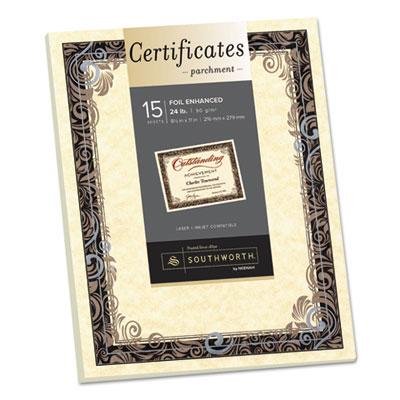 Certificates
– parchment –
15
SHEETS
FOIL ENHANCED
24 lb. | 90 g/m²
8½ in x 11 in | 216 mm x 279 mm
Outstanding
ACHIEVEMENT
Charles Townsend
LASER + INKJET COMPATIBLE
SOUTHWORTH®
by NEENAH